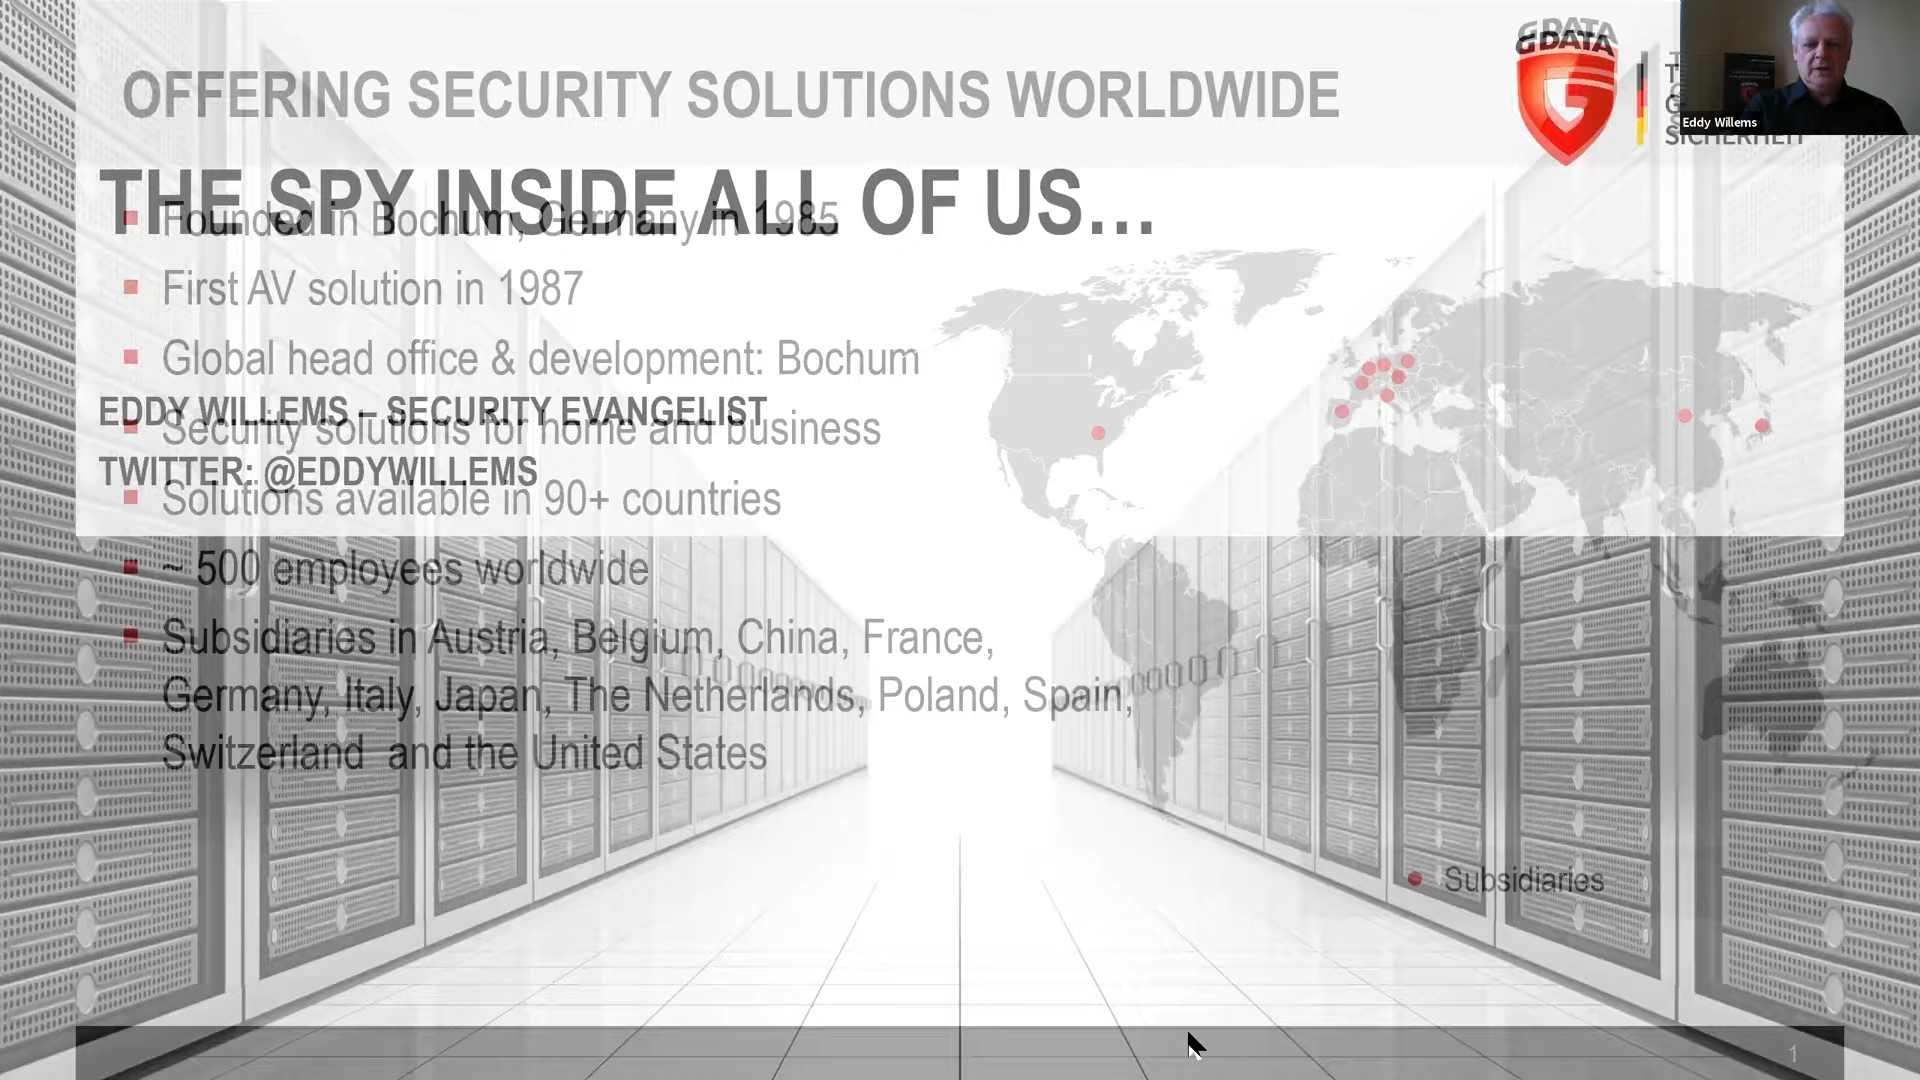 OFFERING SECURITY SOLUTIONS WORLDWIDE
G DATA
SICHERHEIT
Eddy Willems
THE SPY INSIDE ALL OF US...
Founded in Bochum, Germany in 1985
First AV solution in 1987
Global head office & development: Bochum
EDDY WILLEMS – SECURITY EVANGELIST
Security solutions for home and business
TWITTER: @EDDYWILLEMS
Solutions available in 90+ countries
~ 500 employees worldwide
Subsidiaries in Austria, Belgium, China, France,
Germany, Italy, Japan, The Netherlands, Poland, Spain,
Switzerland and the United States
Subsidiaries
1